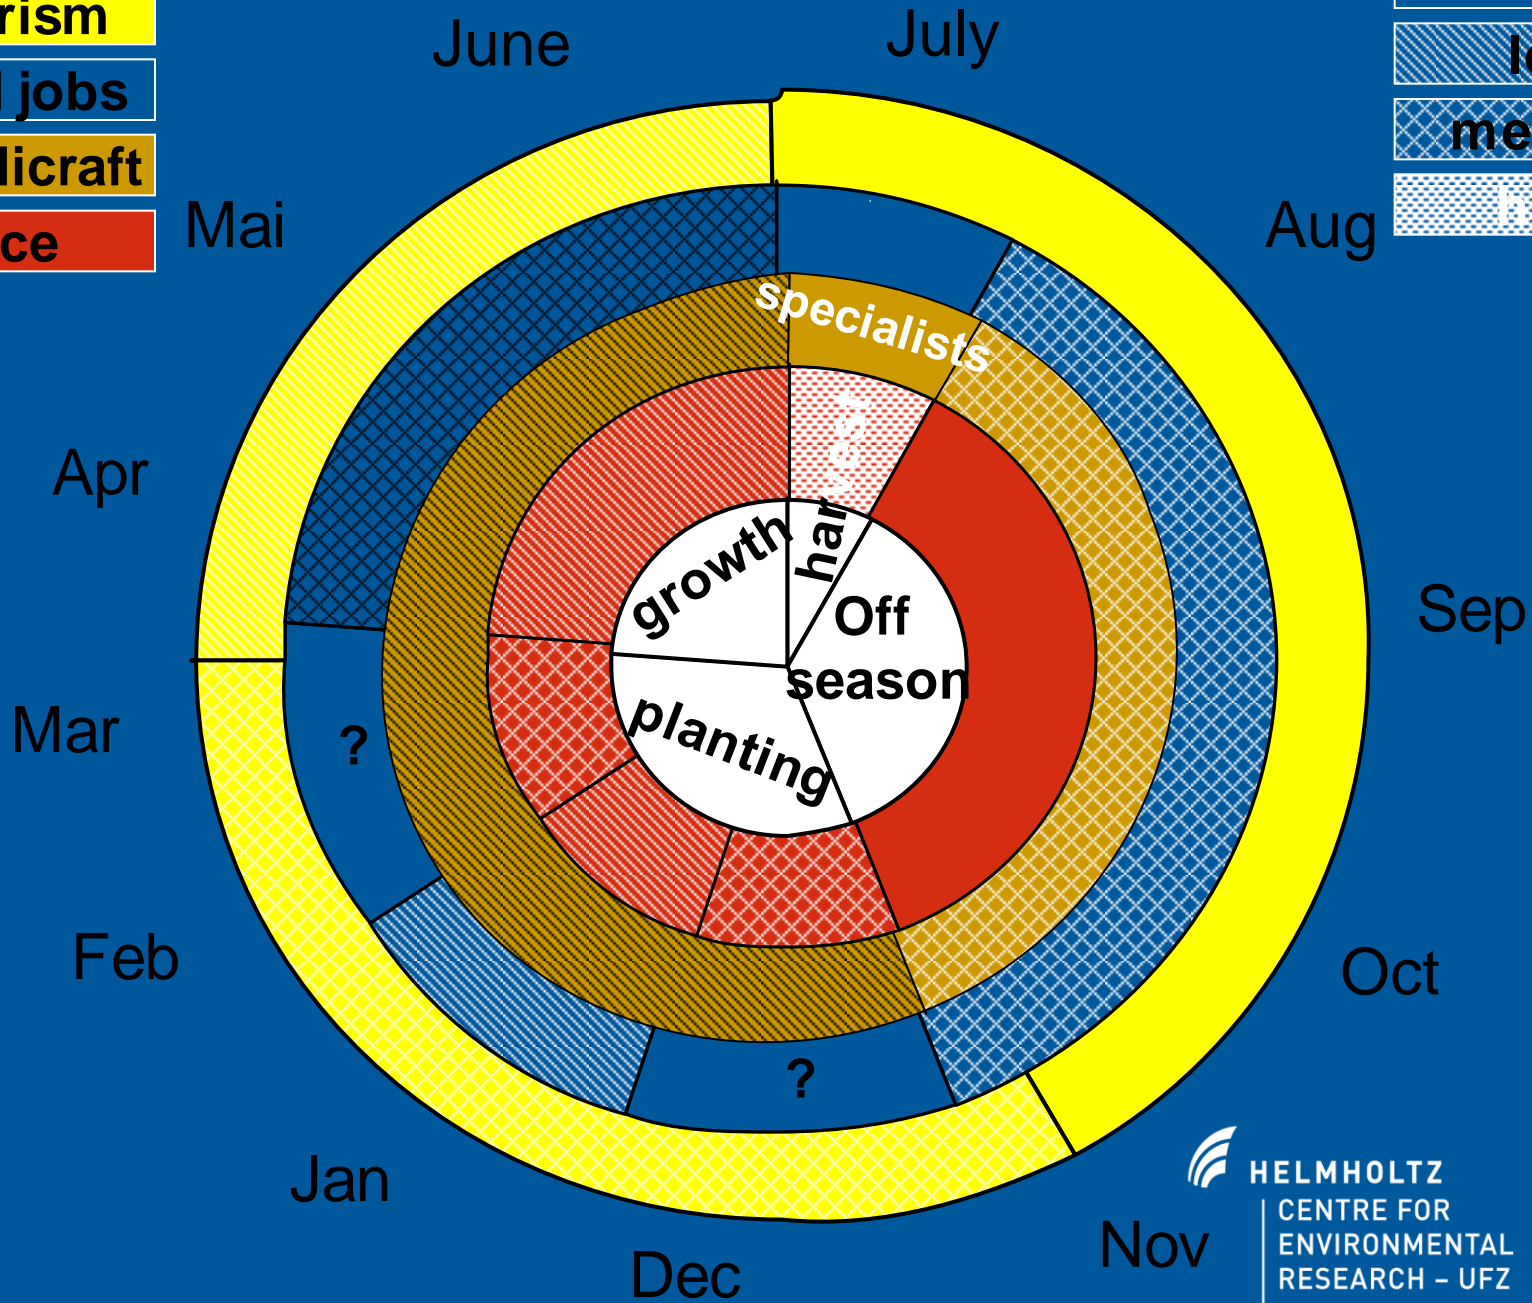 rism
jobs
licraft
ce
June
July
Mai
Aug
me
Apr
specialists
harvest
growth
Off
season
planting
Sep
Mar
?
Feb
Oct
?
Jan
Nov
Dec
HELMHOLTZ
CENTRE FOR
ENVIRONMENTAL
RESEARCH – UFZ